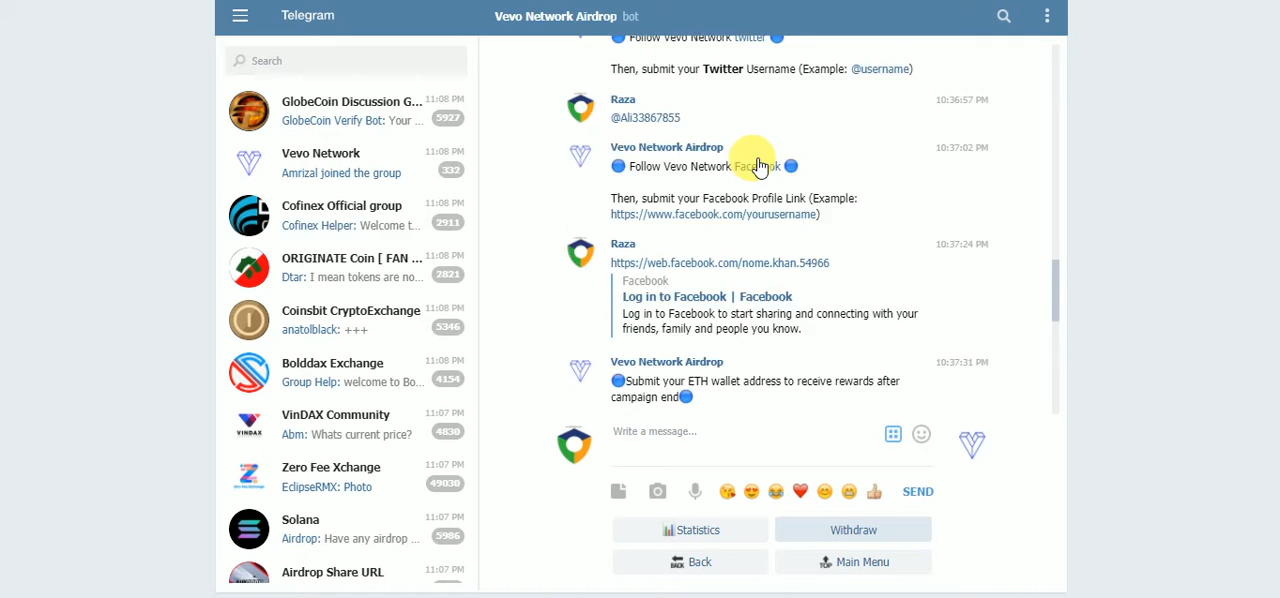 Telegram
Vevo Network Airdrop bot
Search
GlobeCoin Discussion G... 11:08 PM
GlobeCoin Verify Bot: Your ... 5927
Vevo Network 11:08 PM
Amrizal joined the group 332
Cofinex Official group 11:08 PM
Cofinex Helper: Welcome t... 2911
ORIGINATE Coin [ FAN ... 11:08 PM
Dtar: I mean tokens are no... 2821
Coinsbit CryptoExchange 11:08 PM
anatolblack: +++ 5346
Bolddax Exchange 11:08 PM
Group Help: welcome to Bo... 4154
VinDAX Community 11:07 PM
Abm: Whats current price? 4830
Zero Fee Xchange 11:07 PM
EclipseRMX: Photo 49030
Solana 11:07 PM
Airdrop: Have any airdrop ... 5986
Airdrop Share URL 11:07 PM
Follow Vevo Network twitter
Then, submit your Twitter Username (Example: @username)
Raza 10:36:57 PM
@Ali33867855
Vevo Network Airdrop 10:37:02 PM
🔵 Follow Vevo Network Facebook 🔵
Then, submit your Facebook Profile Link (Example:
https://www.facebook.com/yourusername)
Raza 10:37:24 PM
https://web.facebook.com/nome.khan.54966
Facebook
Log in to Facebook | Facebook
Log in to Facebook to start sharing and connecting with your
friends, family and people you know.
Vevo Network Airdrop 10:37:31 PM
🔵Submit your ETH wallet address to receive rewards after
campaign end🔵
Write a message...
SEND
Statistics
Withdraw
BACK Back
TOP Main Menu